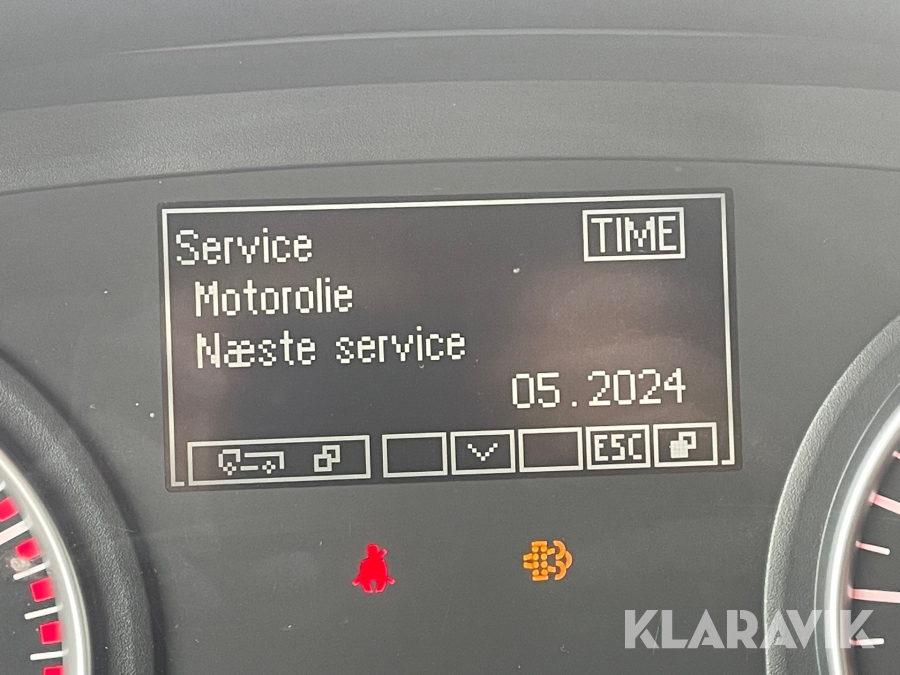 Service TIME
Motorolie
Næste service
05.2024
ESC
KLARAVIK